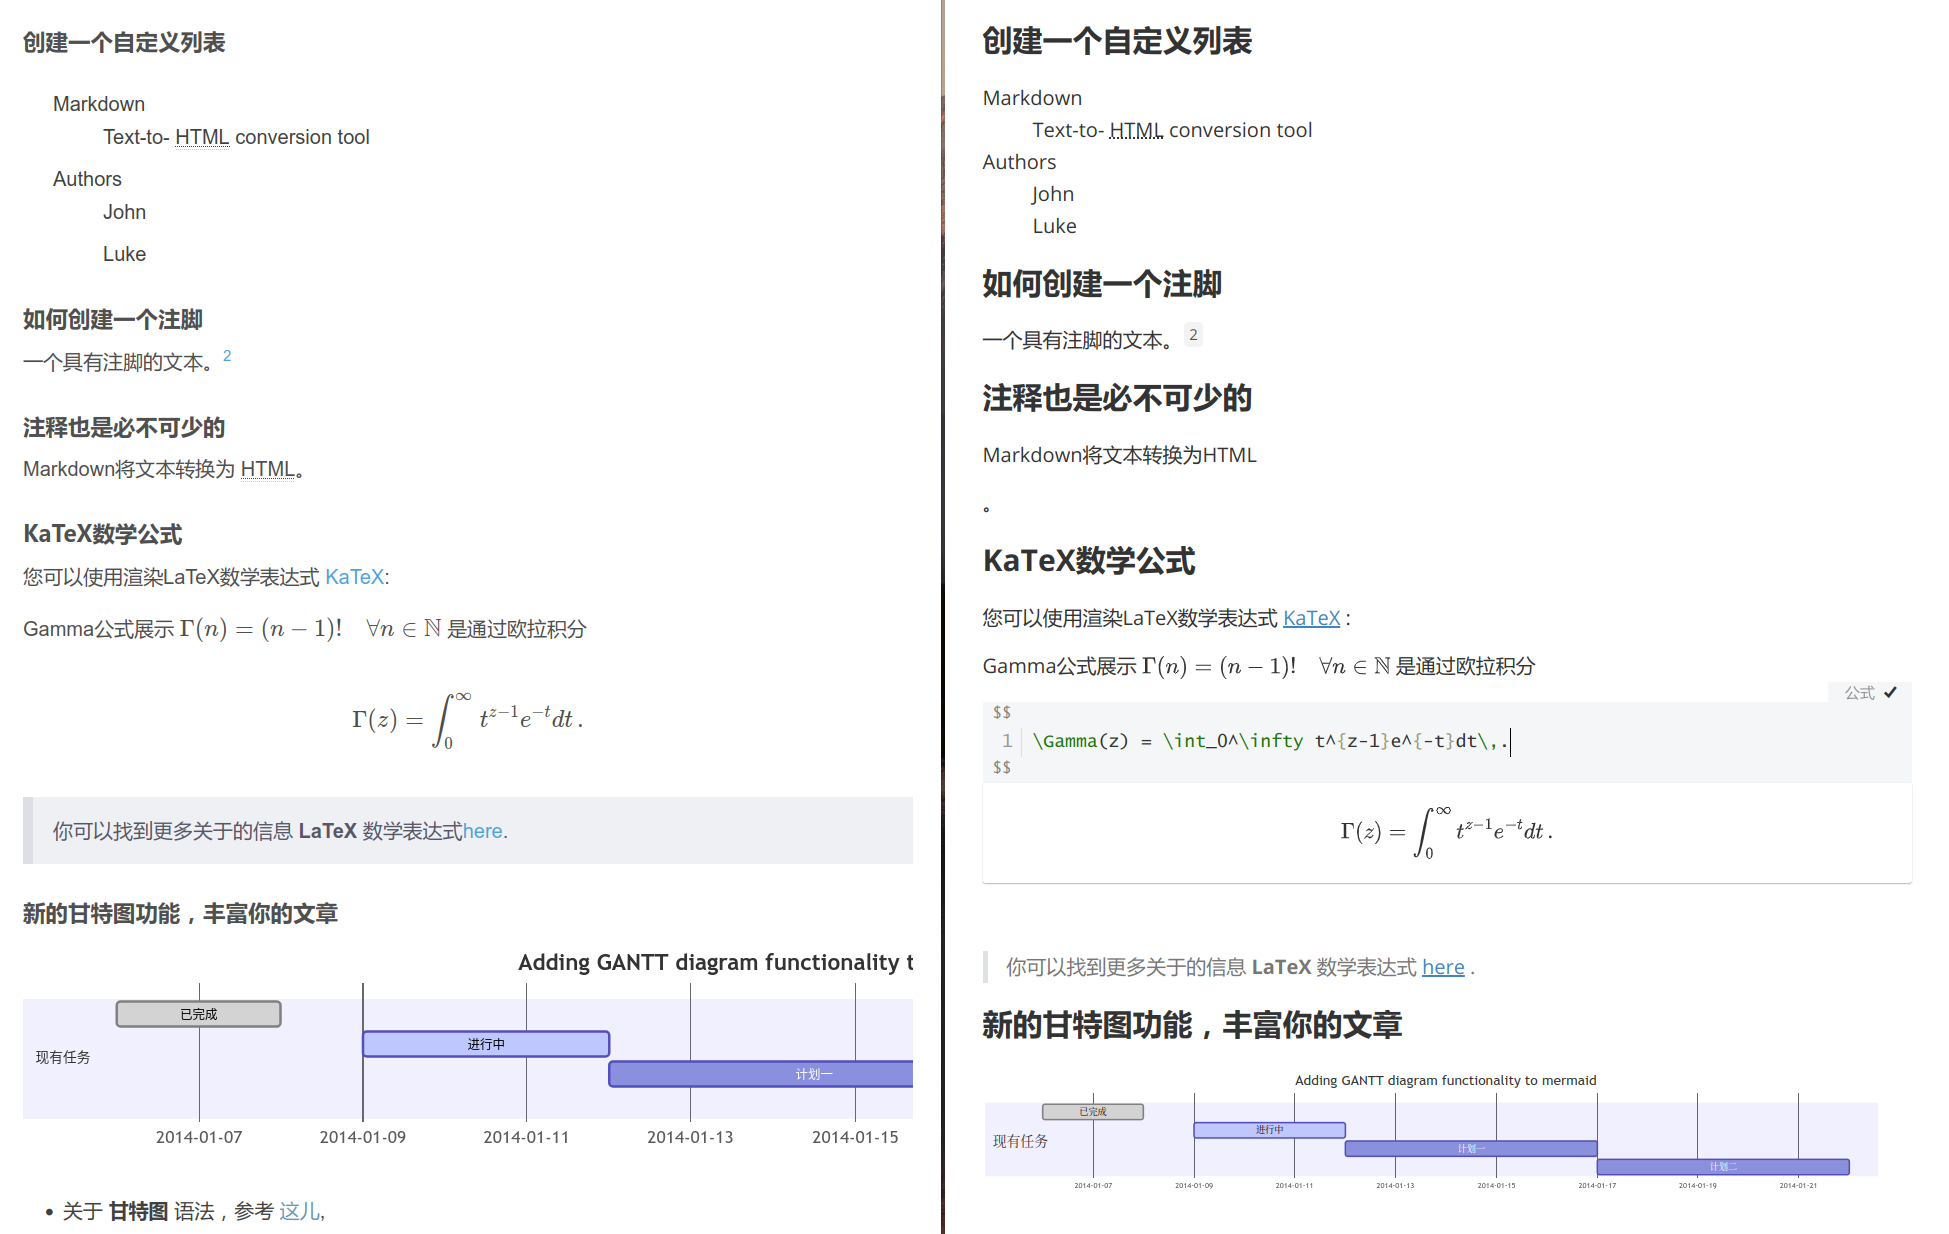 创建一个自定义列表
Markdown
Text-to- HTML conversion tool
Authors
John
Luke
如何创建一个注脚
一个具有注脚的文本。2
注释也是必不可少的
Markdown将文本转换为 HTML。
KaTeX数学公式
您可以使用渲染LaTeX数学表达式 KaTeX:
Gamma公式展示 Γ(n) = (n − 1)! ∀n ∈ ℕ 是通过欧拉积分
Γ(z) = ∫₀^∞ t^{z−1}e^{−t}dt .
你可以找到更多关于的信息 LaTeX 数学表达式here.
新的甘特图功能，丰富你的文章
Adding GANTT diagram functionality t
已完成
进行中
现有任务
计划一
2014-01-07 2014-01-09 2014-01-11 2014-01-13 2014-01-15
• 关于 甘特图 语法，参考 这儿,
创建一个自定义列表
Markdown
Text-to- HTML conversion tool
Authors
John
Luke
如何创建一个注脚
一个具有注脚的文本。 2
注释也是必不可少的
Markdown将文本转换为HTML
。
KaTeX数学公式
您可以使用渲染LaTeX数学表达式 KaTeX :
Gamma公式展示 Γ(n) = (n − 1)! ∀n ∈ ℕ 是通过欧拉积分
公式 ✔
$$
1 \Gamma(z) = \int_0^\infty t^{z-1}e^{-t}dt\,.
$$
Γ(z) = ∫₀^∞ t^{z−1}e^{−t}dt .
你可以找到更多关于的信息 LaTeX 数学表达式 here .
新的甘特图功能，丰富你的文章
Adding GANTT diagram functionality to mermaid
已完成
进行中
现有任务
计划一
计划二
2014-01-07 2014-01-09 2014-01-11 2014-01-13 2014-01-15 2014-01-17 2014-01-19 2014-01-21